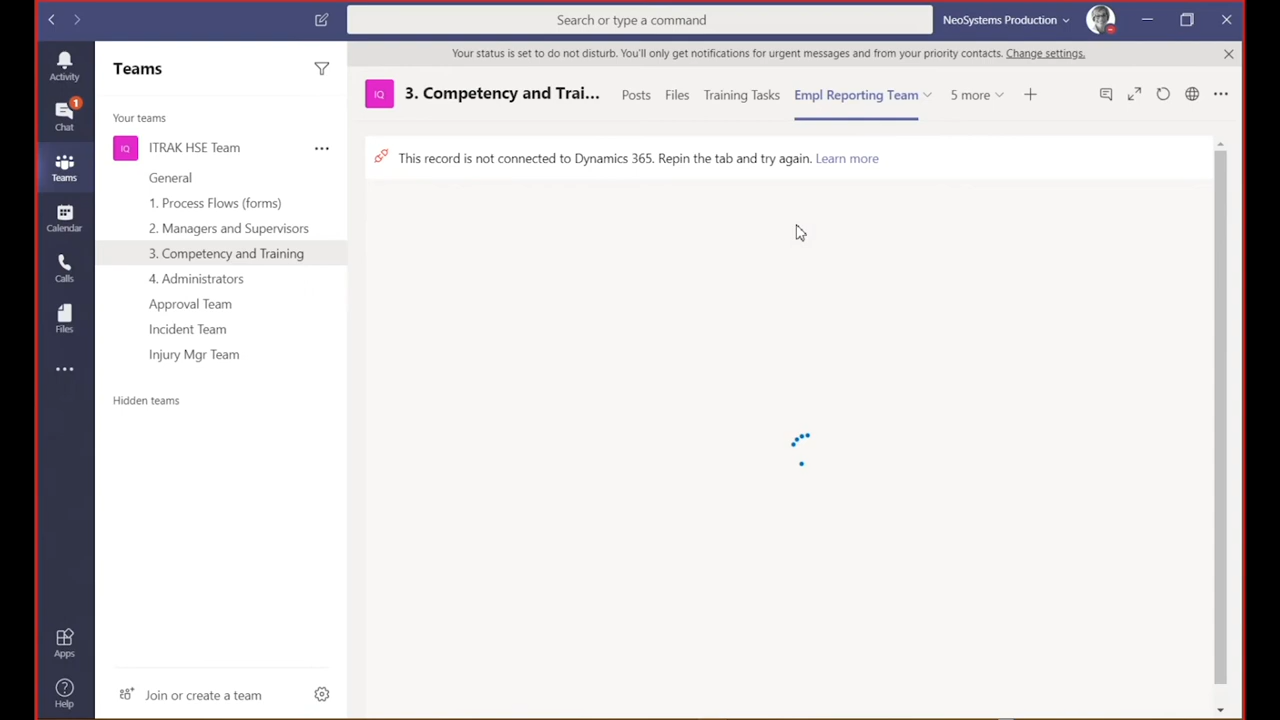 Search or type a command
NeoSystems Production
Activity
Chat
1
Teams
Calendar
Calls
Files
Apps
Help
Teams
Your teams
IQ
ITRAK HSE Team
General
1. Process Flows (forms)
2. Managers and Supervisors
3. Competency and Training
4. Administrators
Approval Team
Incident Team
Injury Mgr Team
Hidden teams
Join or create a team
Your status is set to do not disturb. You'll only get notifications for urgent messages and from your priority contacts. Change settings.
IQ
3. Competency and Trai... Posts Files Training Tasks Empl Reporting Team 5 more
This record is not connected to Dynamics 365. Repin the tab and try again. Learn more